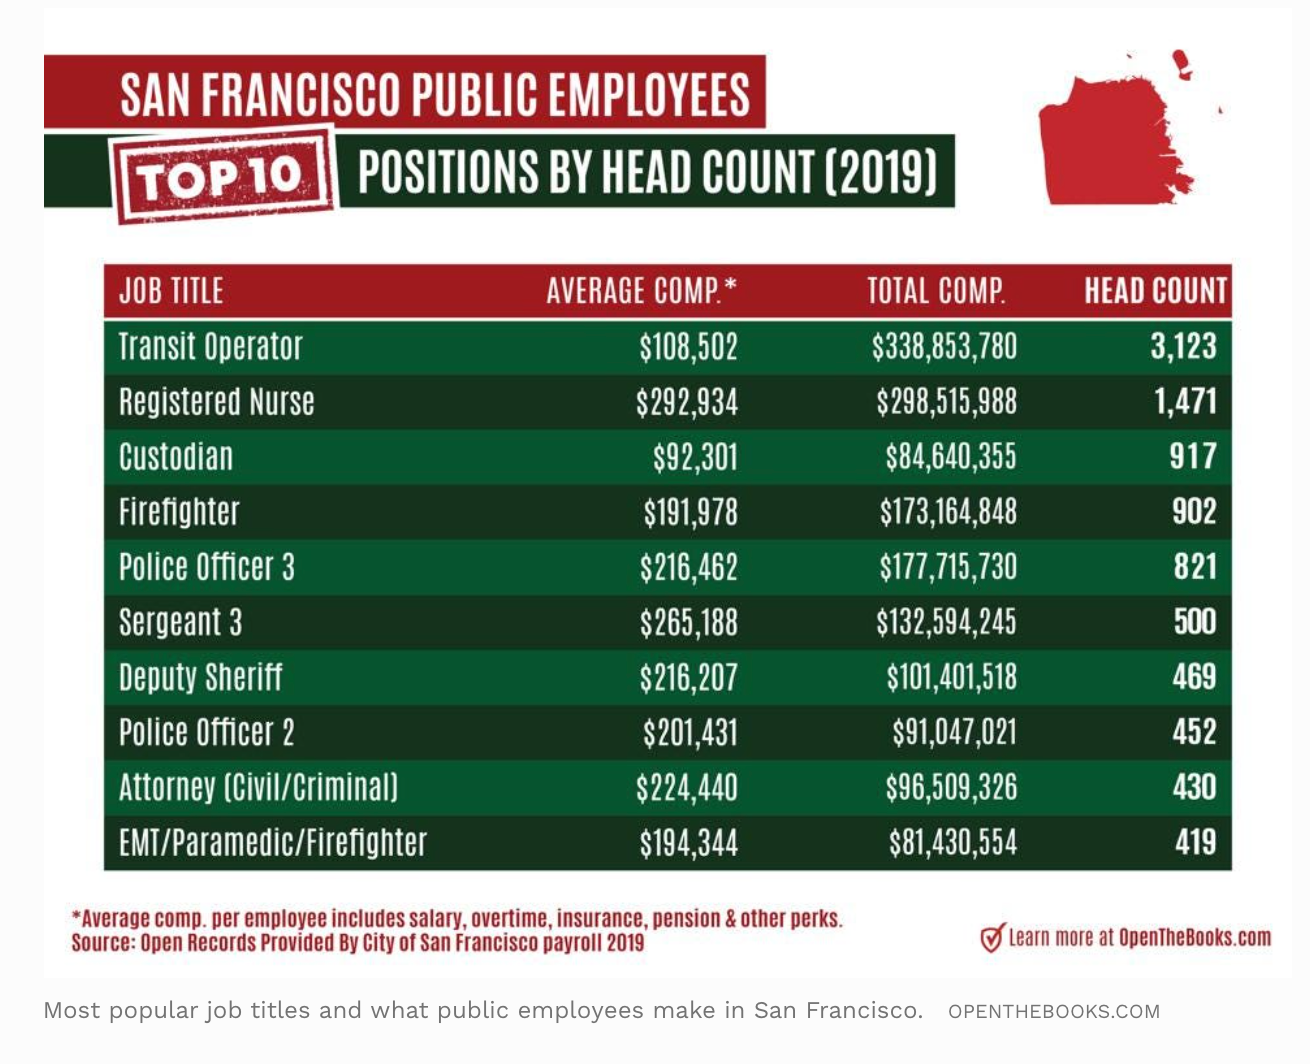 SAN FRANCISCO PUBLIC EMPLOYEES
TOP 10 POSITIONS BY HEAD COUNT (2019)
JOB TITLE AVERAGE COMP.* TOTAL COMP. HEAD COUNT
Transit Operator $108,502 $338,853,780 3,123
Registered Nurse $292,934 $298,515,988 1,471
Custodian $92,301 $84,640,355 917
Firefighter $191,978 $173,164,848 902
Police Officer 3 $216,462 $177,715,730 821
Sergeant 3 $265,188 $132,594,245 500
Deputy Sheriff $216,207 $101,401,518 469
Police Officer 2 $201,431 $91,047,021 452
Attorney (Civil/Criminal) $224,440 $96,509,326 430
EMT/Paramedic/Firefighter $194,344 $81,430,554 419
*Average comp. per employee includes salary, overtime, insurance, pension & other perks.
Source: Open Records Provided By City of San Francisco payroll 2019
Learn more at OpenTheBooks.com
Most popular job titles and what public employees make in San Francisco. OPENTHEBOOKS.COM